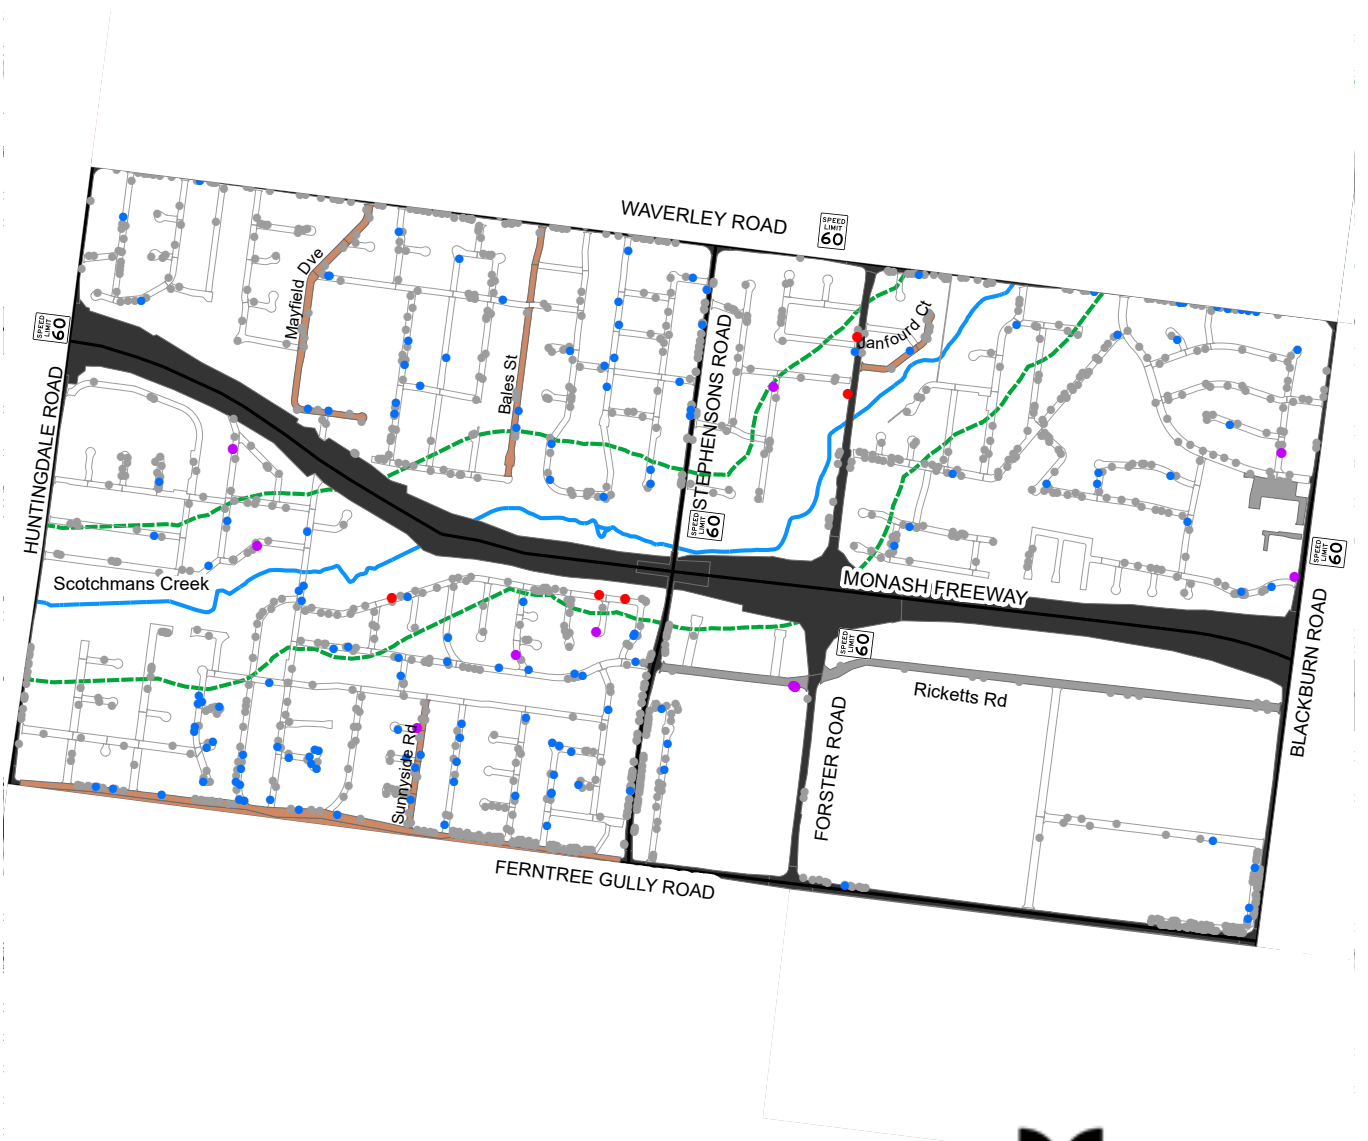 WAVERLEY ROAD
SPEED
LIMIT
60
Mayfield Dve
Janfourd Ct
SPEED
LIMIT
60
Bales St
STEPHENSONS ROAD
HUNTINGDALE ROAD
SPEED
LIMIT
60
SPEED
LIMIT
60
Scotchmans Creek
MONASH FREEWAY
SPEED
LIMIT
60
Ricketts Rd
BLACKBURN ROAD
Sunnyside Rd
FORSTER ROAD
FERNTREE GULLY ROAD